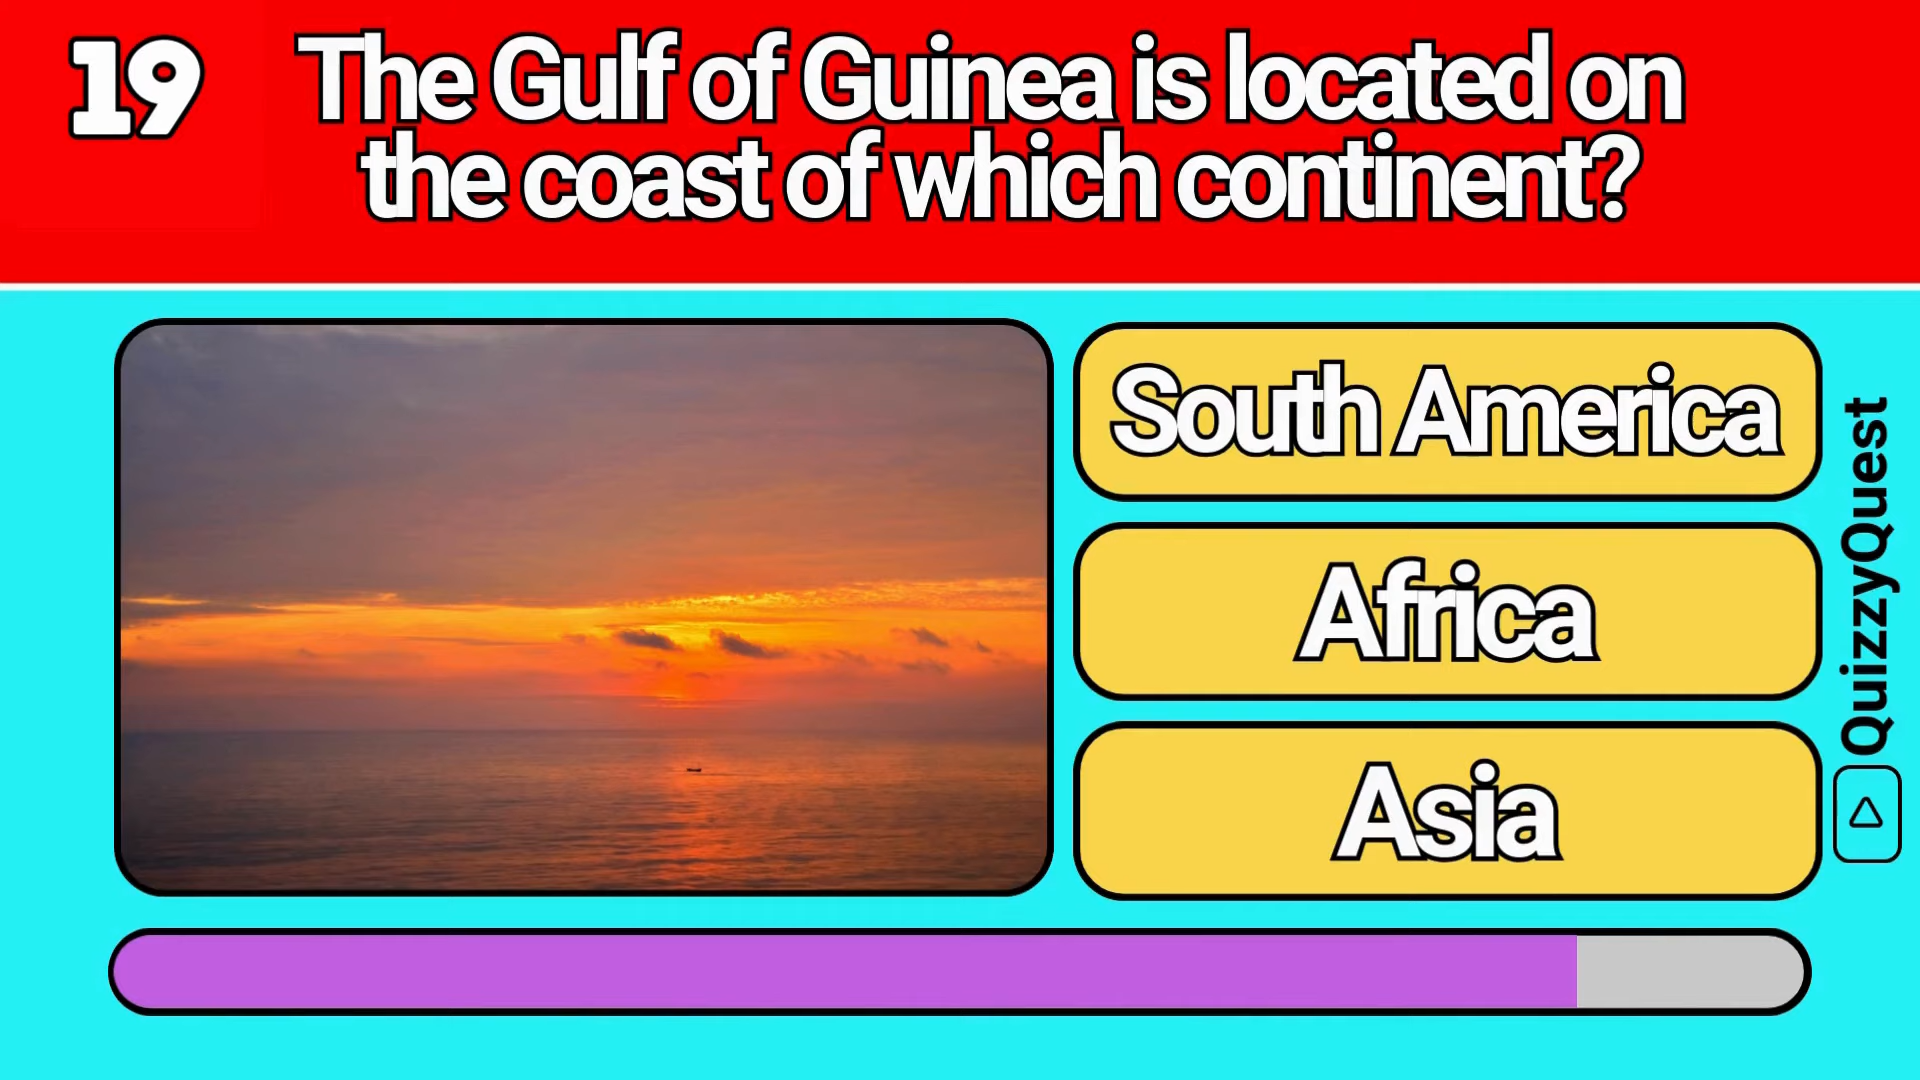 19
The Gulf of Guinea is located on
the coast of which continent?
South America
Africa
Asia
QuizzyQuest